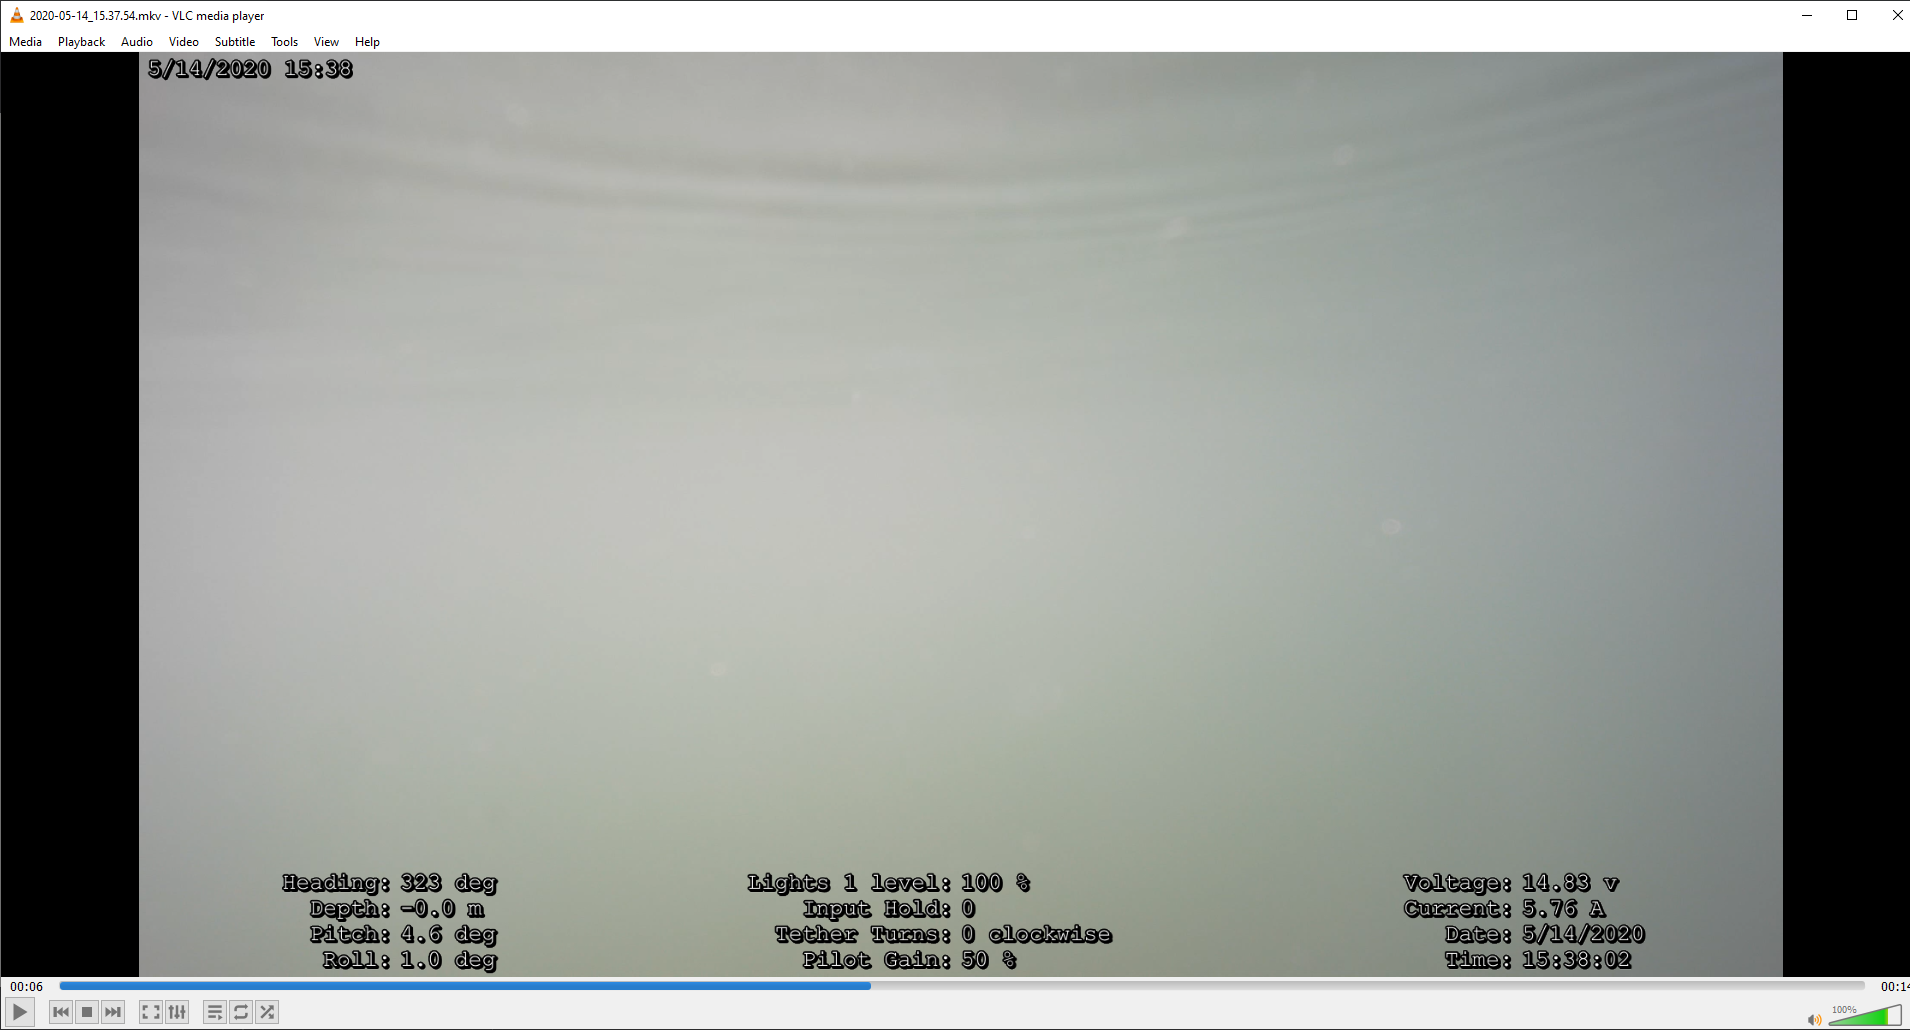 2020-05-14_15.37.54.mkv - VLC media player
Media Playback Audio Video Subtitle Tools View Help
5/14/2020 15:38
Heading: 323 deg
Depth: -0.0 m
Pitch: 4.6 deg
Roll: 1.0 deg
Lights 1 level: 100 %
Input Hold: 0
Tether Turns: 0 clockwise
Pilot Gain: 50 %
Voltage: 14.83 v
Current: 5.76 A
Date: 5/14/2020
Time: 15:38:02
00:06
00:14
100%